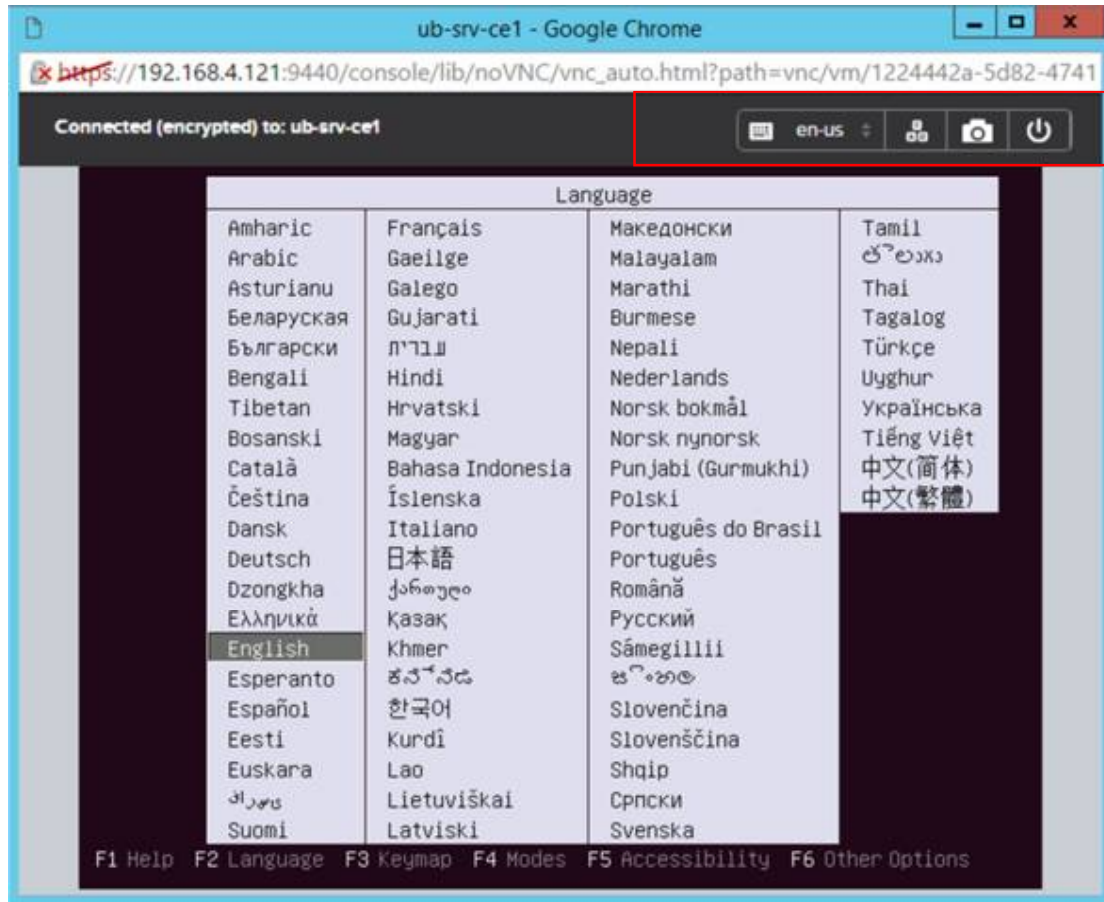 ub-srv-ce1 - Google Chrome
https://192.168.4.121:9440/console/lib/noVNC/vnc_auto.html?path=vnc/vm/1224442a-5d82-4741
Connected (encrypted) to: ub-srv-ce1
en-us
Language
Amharic
Arabic
Asturianu
Беларуская
Български
Bengali
Tibetan
Bosanski
Català
Čeština
Dansk
Deutsch
Dzongkha
Ελληνικά
English
Esperanto
Español
Eesti
Euskara
Suomi
Français
Gaeilge
Galego
Gujarati
עברית
Hindi
Hrvatski
Magyar
Bahasa Indonesia
Íslenska
Italiano
日本語
ქართული
Қазақ
Khmer
ಕನ್ನಡ
한국어
Kurdî
Lao
Lietuviškai
Latviski
Македонски
Malayalam
Marathi
Burmese
Nepali
Nederlands
Norsk bokmål
Norsk nynorsk
Punjabi (Gurmukhi)
Polski
Português do Brasil
Português
Română
Русский
Sámegillii
සිංහල
Slovenčina
Slovenščina
Shqip
Српски
Svenska
Tamil
తెలుగు
Thai
Tagalog
Türkçe
Uyghur
Українська
Tiếng Việt
中文(简体)
中文(繁體)
F1 Help F2 Language F3 Keymap F4 Modes F5 Accessibility F6 Other Options